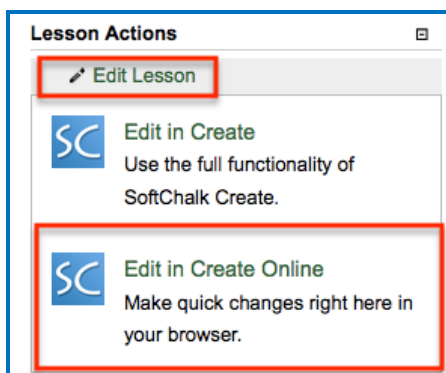 Lesson Actions
Edit Lesson
SC
Edit in Create
Use the full functionality of
SoftChalk Create.
SC
Edit in Create Online
Make quick changes right here in
your browser.